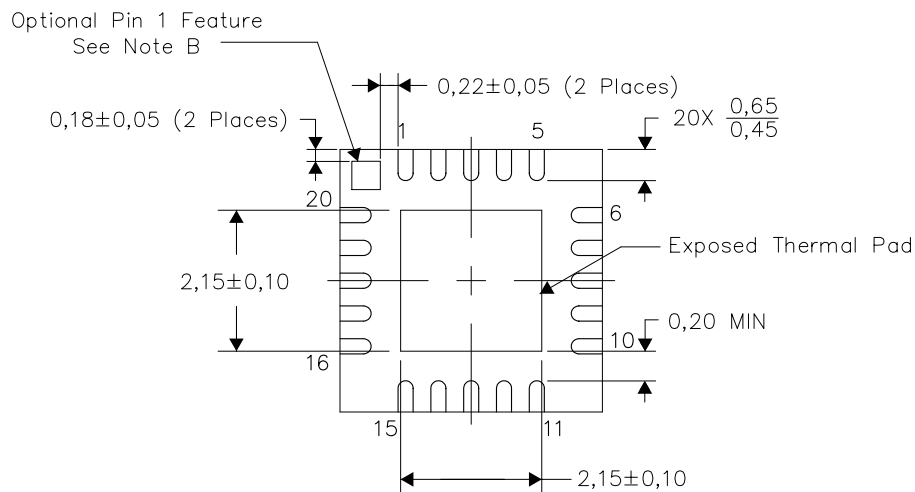 Optional Pin 1 Feature
See Note B
0,22±0,05 (2 Places)
0,18±0,05 (2 Places)
20X 0,65
0,45
1
5
20
6
2,15±0,10
Exposed Thermal Pad
0,20 MIN
16
10
15
11
2,15±0,10